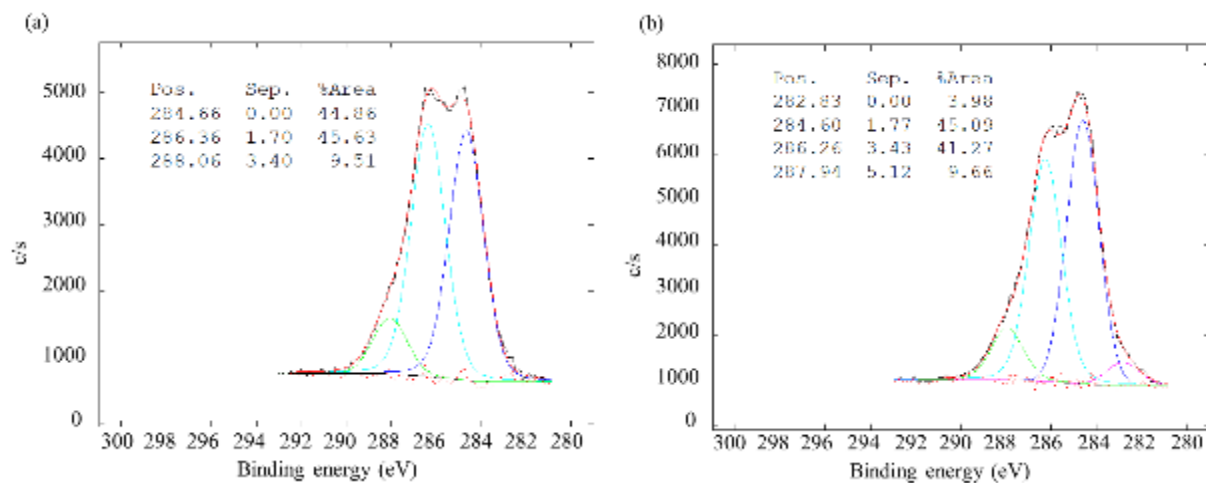 (a)
Pos. Sep. %Area
284.66 0.00 44.86
286.36 1.70 45.63
288.06 3.40 9.51
5000
4000
3000
2000
1000
0
c/s
300 298 296 294 292 290 288 286 284 282 280
Binding energy (eV)
(b)
Pos. Sep. %Area
282.83 0.00 3.98
284.60 1.77 45.09
286.26 3.43 41.27
287.94 5.12 9.66
8000
7000
6000
5000
4000
3000
2000
1000
0
c/s
300 298 296 294 292 290 288 286 284 282 280
Binding energy (eV)